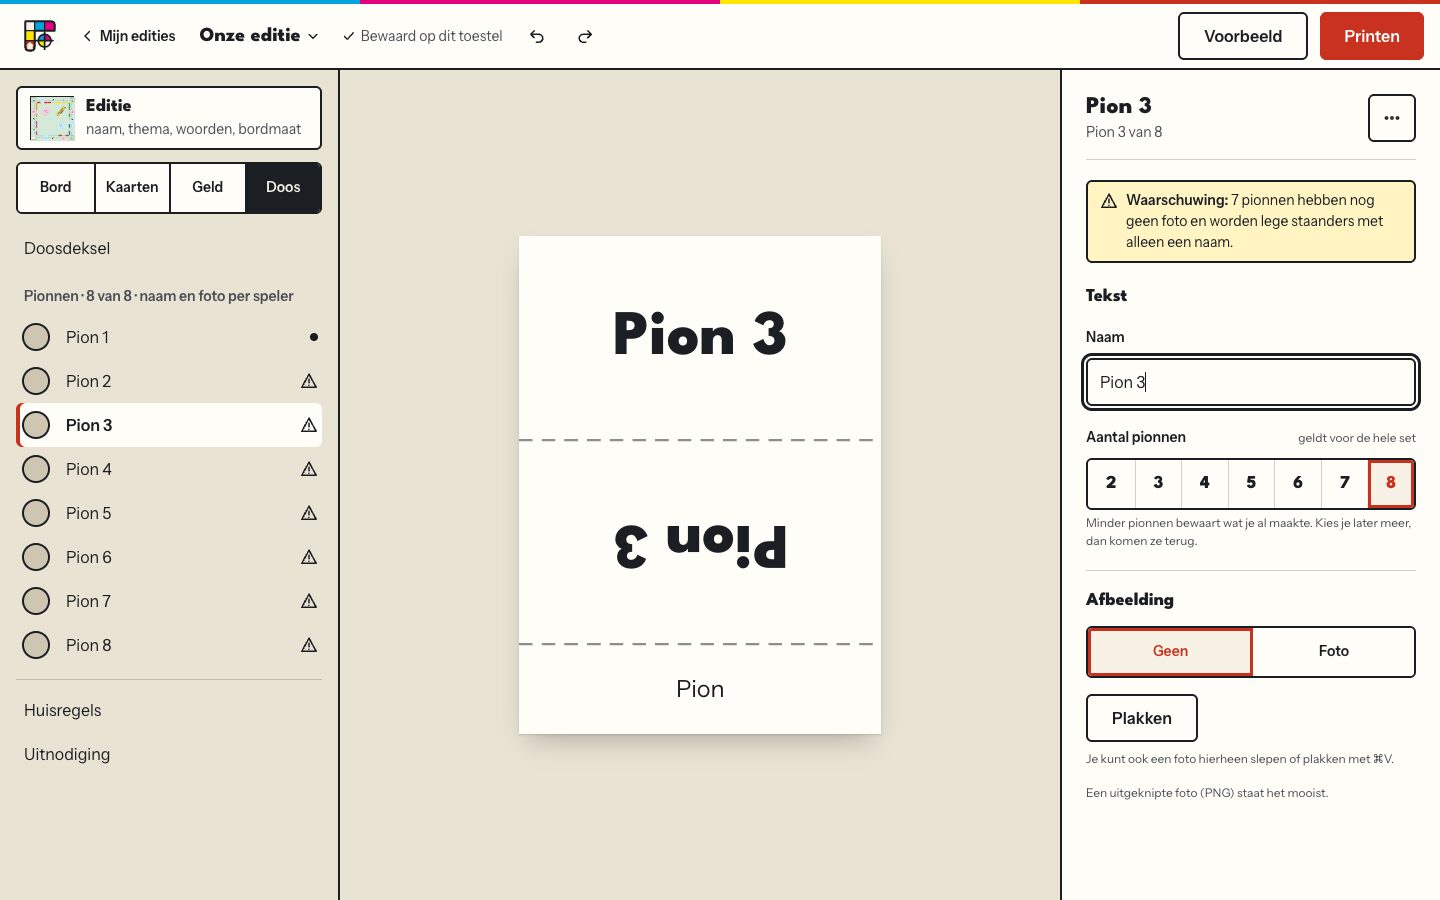 Mijn edities
Onze editie
Bewaard op dit toestel
Voorbeeld
Printen
Editie
naam, thema, woorden, bordmaat
Bord
Kaarten
Geld
Doos
Doosdeksel
Pionnen · 8 van 8 · naam en foto per speler
Pion 1
Pion 2
Pion 3
Pion 4
Pion 5
Pion 6
Pion 7
Pion 8
Huisregels
Uitnodiging
Pion 3
Pion 3
Pion
Pion 3
Pion 3 van 8
Waarschuwing: 7 pionnen hebben nog
geen foto en worden lege staanders met
alleen een naam.
Tekst
Naam
Pion 3
Aantal pionnen
geldt voor de hele set
2 3 4 5 6 7 8
Minder pionnen bewaart wat je al maakte. Kies je later meer,
dan komen ze terug.
Afbeelding
Geen
Foto
Plakken
Je kunt ook een foto hierheen slepen of plakken met ⌘V.
Een uitgeknipte foto (PNG) staat het mooist.